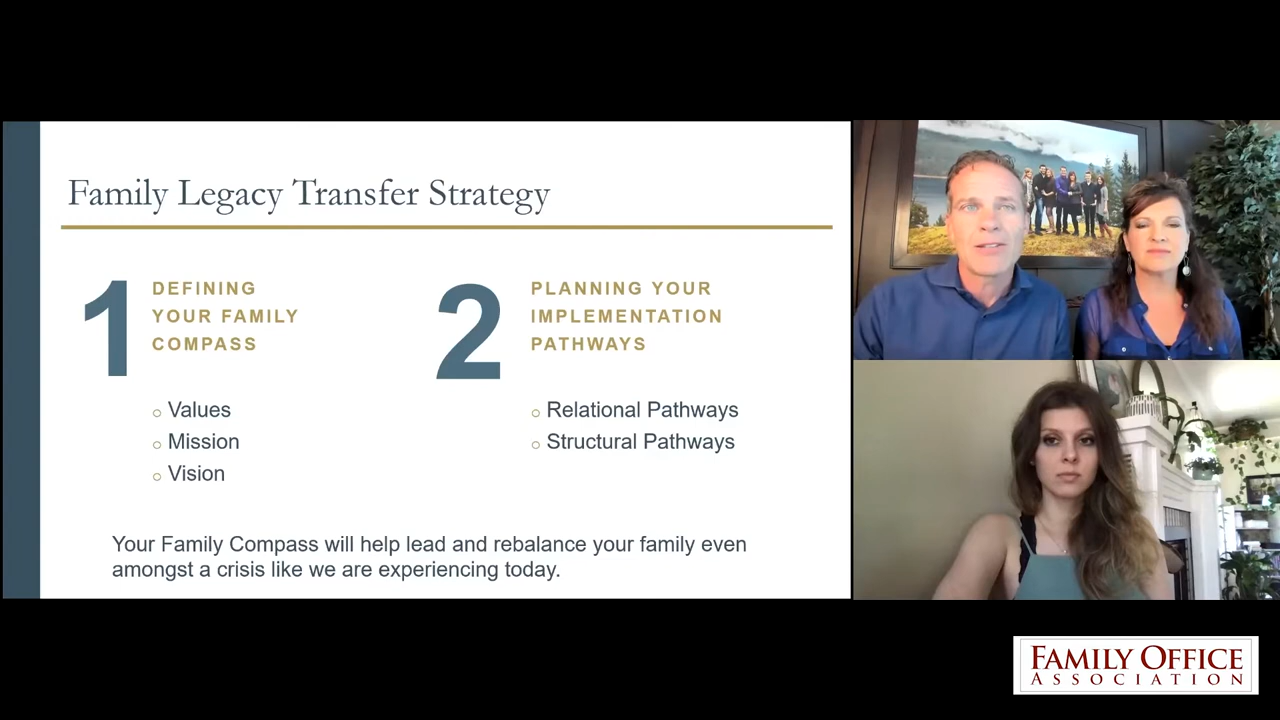 Family Legacy Transfer Strategy
1
DEFINING
YOUR FAMILY
COMPASS
Values
Mission
Vision
2
PLANNING YOUR
IMPLEMENTATION
PATHWAYS
Relational Pathways
Structural Pathways
Your Family Compass will help lead and rebalance your family even
amongst a crisis like we are experiencing today.
FAMILY OFFICE
ASSOCIATION